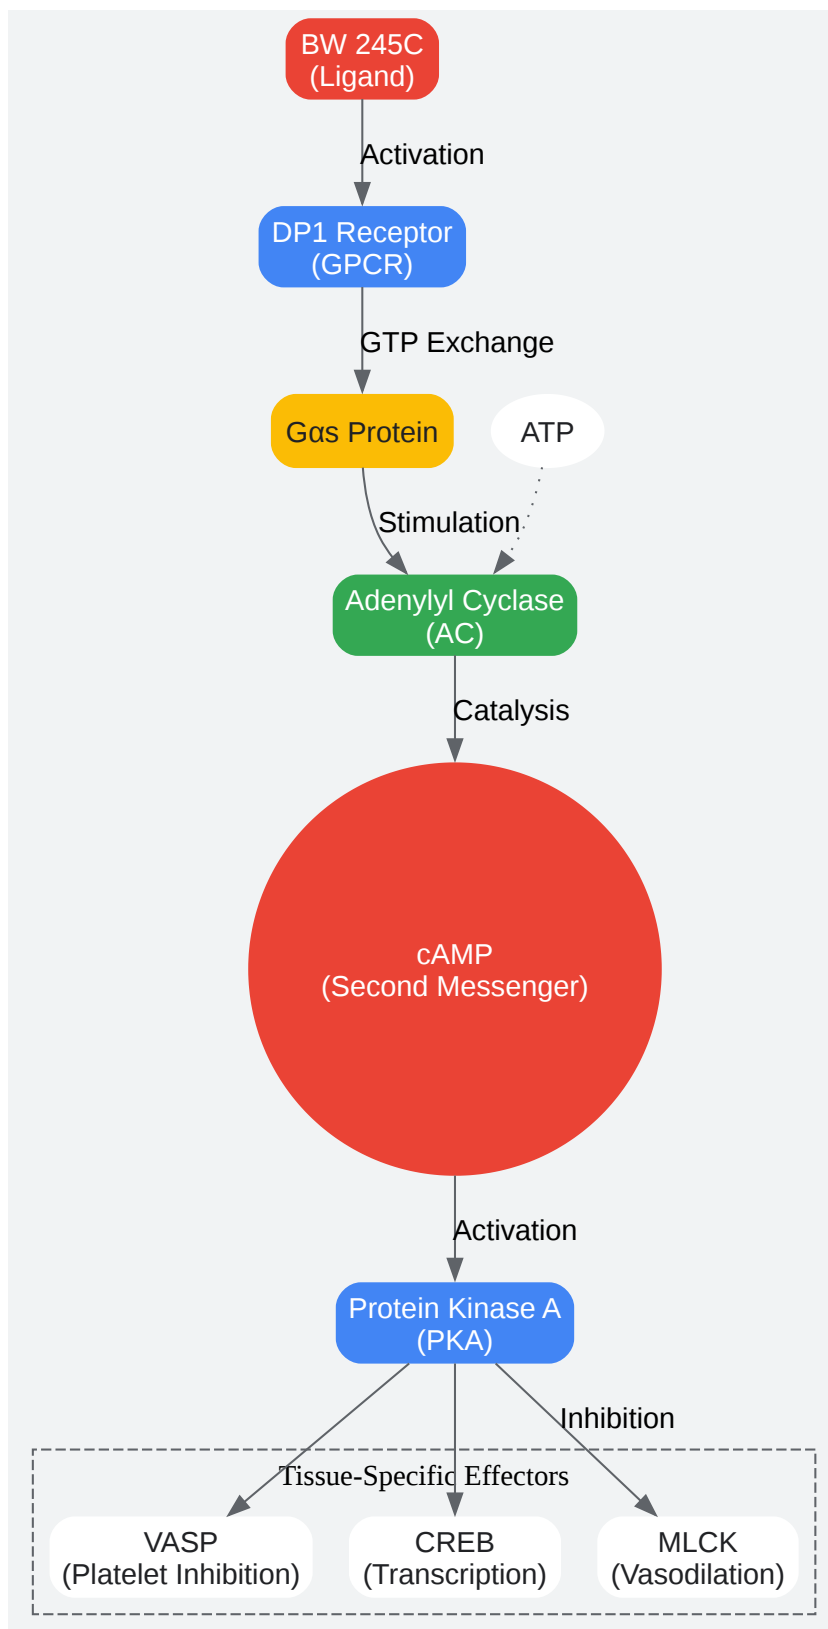 BW 245C
(Ligand)
Activation
DP1 Receptor
(GPCR)
GTP Exchange
Gαs Protein
ATP
Stimulation
Adenylyl Cyclase
(AC)
Catalysis
cAMP
(Second Messenger)
Activation
Protein Kinase A
(PKA)
Inhibition
Tissue-Specific Effectors
VASP
(Platelet Inhibition)
CREB
(Transcription)
MLCK
(Vasodilation)